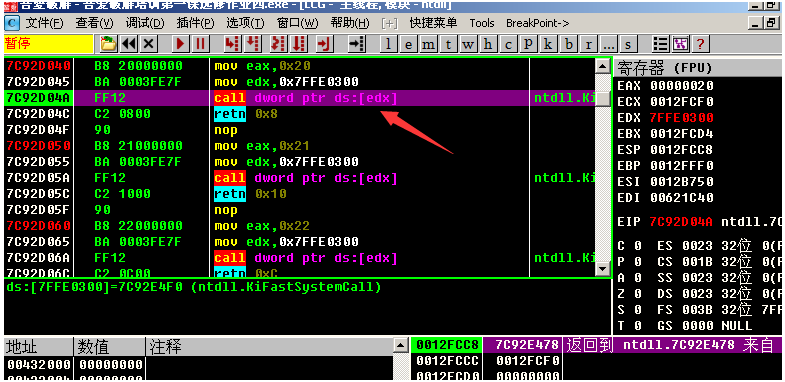 吾爱破解 - 吾爱破解培训第一课选修作业四.exe - [LCG - 主线程, 模块 - ntdll]
C 文件(F) 查看(V) 调试(D) 插件(P) 选项(T) 窗口(W) 帮助(H) [+] 快捷菜单 Tools BreakPoint->
暂停 l e m t w h c P k b r ... s ?
7C92D040 B8 20000000 mov eax,0x20
7C92D045 BA 0003FE7F mov edx,0x7FFE0300
7C92D04A FF12 call dword ptr ds:[edx] ntdll.Ki
7C92D04C C2 0800 retn 0x8
7C92D04F 90 nop
7C92D050 B8 21000000 mov eax,0x21
7C92D055 BA 0003FE7F mov edx,0x7FFE0300
7C92D05A FF12 call dword ptr ds:[edx] ntdll.Ki
7C92D05C C2 1000 retn 0x10
7C92D05F 90 nop
7C92D060 B8 22000000 mov eax,0x22
7C92D065 BA 0003FE7F mov edx,0x7FFE0300
7C92D06A FF12 call dword ptr ds:[edx] ntdll.Ki
7C92D06C C2 0C00 retn 0xC
ds:[7FFE0300]=7C92E4F0 (ntdll.KiFastSystemCall)
寄存器 (FPU)
EAX 00000020
ECX 0012FCF0
EDX 7FFE0300
EBX 0012FCD4
ESP 0012FCC8
EBP 0012FFF0
ESI 0012B750
EDI 00621C40
EIP 7C92D04A ntdll.7
C 0 ES 0023 32位 0(F
P 0 CS 001B 32位 0(F
A 0 SS 0023 32位 0(F
Z 0 DS 0023 32位 0(F
S 0 FS 003B 32位 7FF
T 0 GS 0000 NULL
地址 数值 注释
00432000 00000000
0012FCC8 7C92E478 返回到 ntdll.7C92E478 来自
0012FCCC 0012FCF0
0012FCD0 00000000